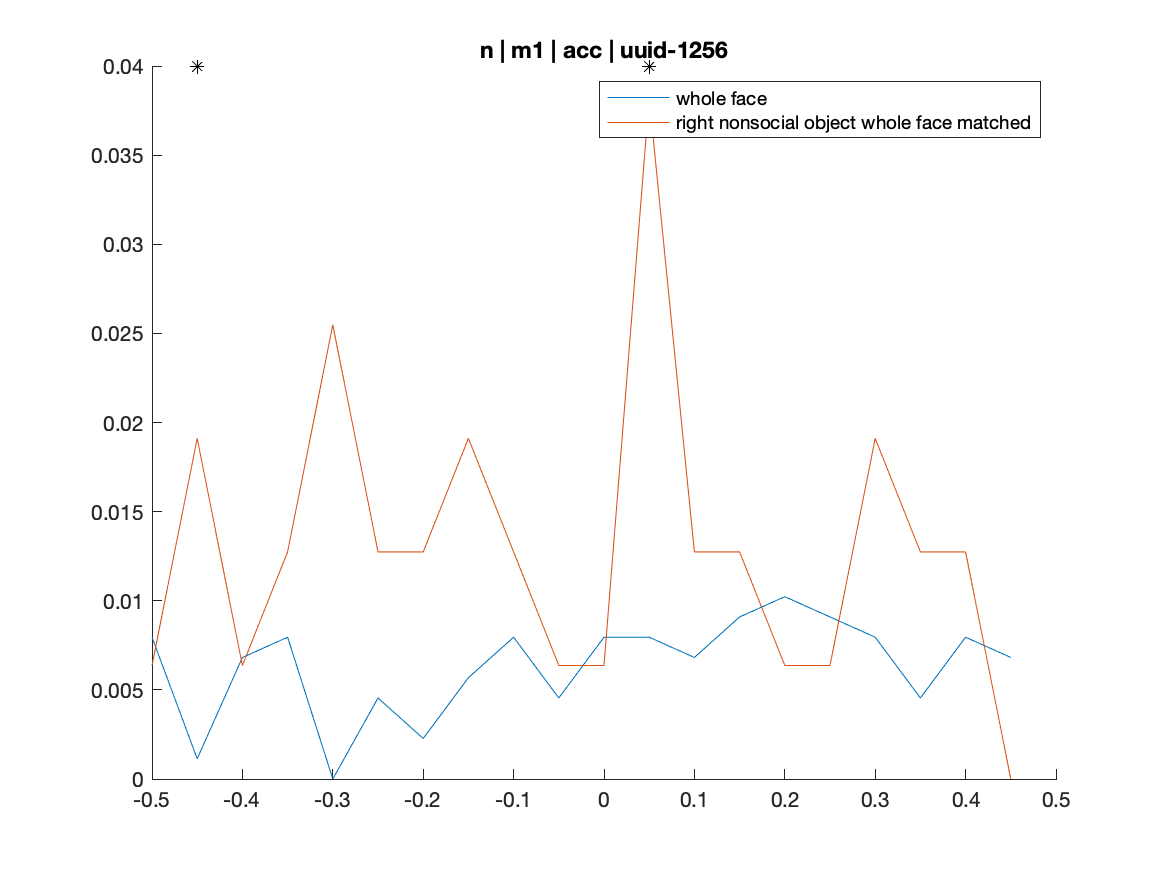 n | m1 | acc | uuid-1256
whole face
right nonsocial object whole face matched
0.04
0.035
0.03
0.025
0.02
0.015
0.01
0.005
0
-0.5 -0.4 -0.3 -0.2 -0.1 0 0.1 0.2 0.3 0.4 0.5